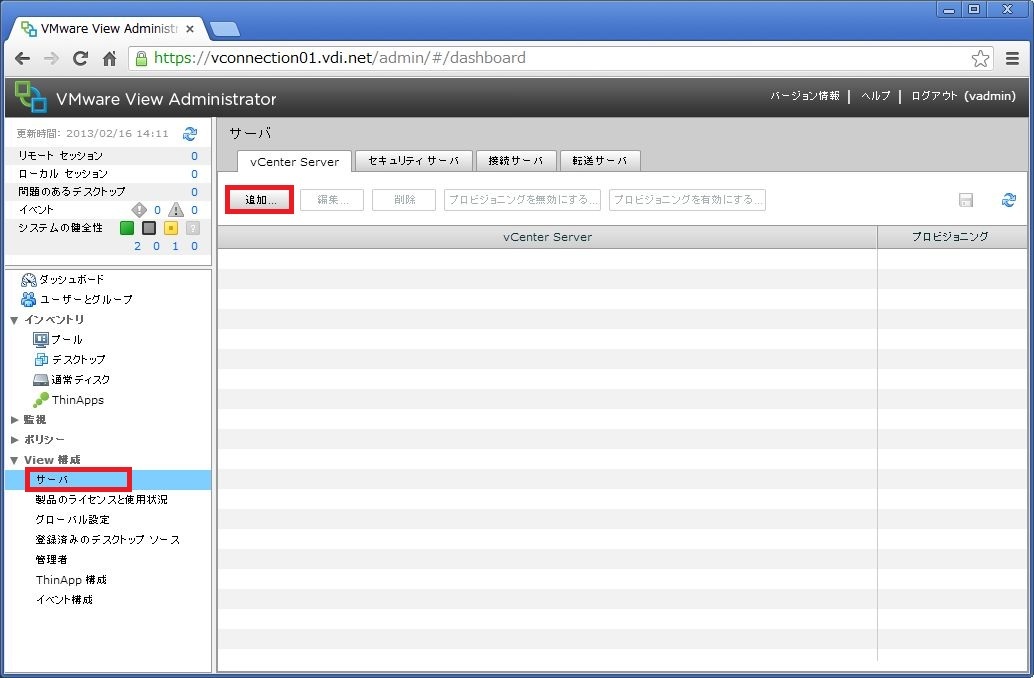 VMware View Administr
https://vconnection01.vdi.net/admin/#/dashboard
VMware View Administrator
バージョン情報 | ヘルプ | ログアウト (vadmin)
更新時間: 2013/02/16 14:11
リモート セッション 0
ローカル セッション 0
問題のあるデスクトップ 0
イベント 0 0
システムの健全性 ?
2 0 1 0
ダッシュボード
ユーザーとグループ
インベントリ
プール
デスクトップ
通常ディスク
ThinApps
監視
ポリシー
View 構成
サーバ
製品のライセンスと使用状況
グローバル設定
登録済みのデスクトップ ソース
管理者
ThinApp 構成
イベント構成
サーバ
vCenter Server セキュリティ サーバ 接続サーバ 転送サーバ
追加... 編集... 削除 プロビジョニングを無効にする... プロビジョニングを有効にする...
vCenter Server プロビジョニング